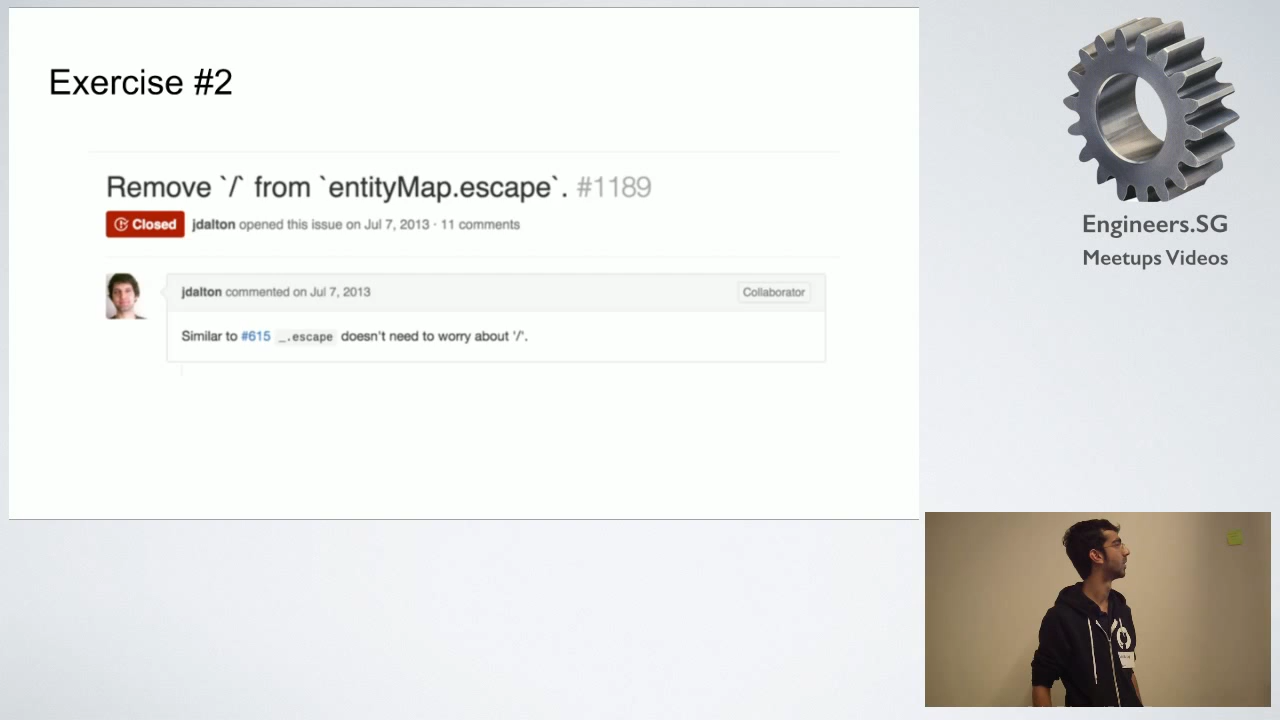 Exercise #2
Remove `/` from `entityMap.escape`. #1189
Closed jdalton opened this issue on Jul 7, 2013 · 11 comments
jdalton commented on Jul 7, 2013 Collaborator
Similar to #615 _.escape doesn't need to worry about '/'.
Engineers.SG
Meetups Videos